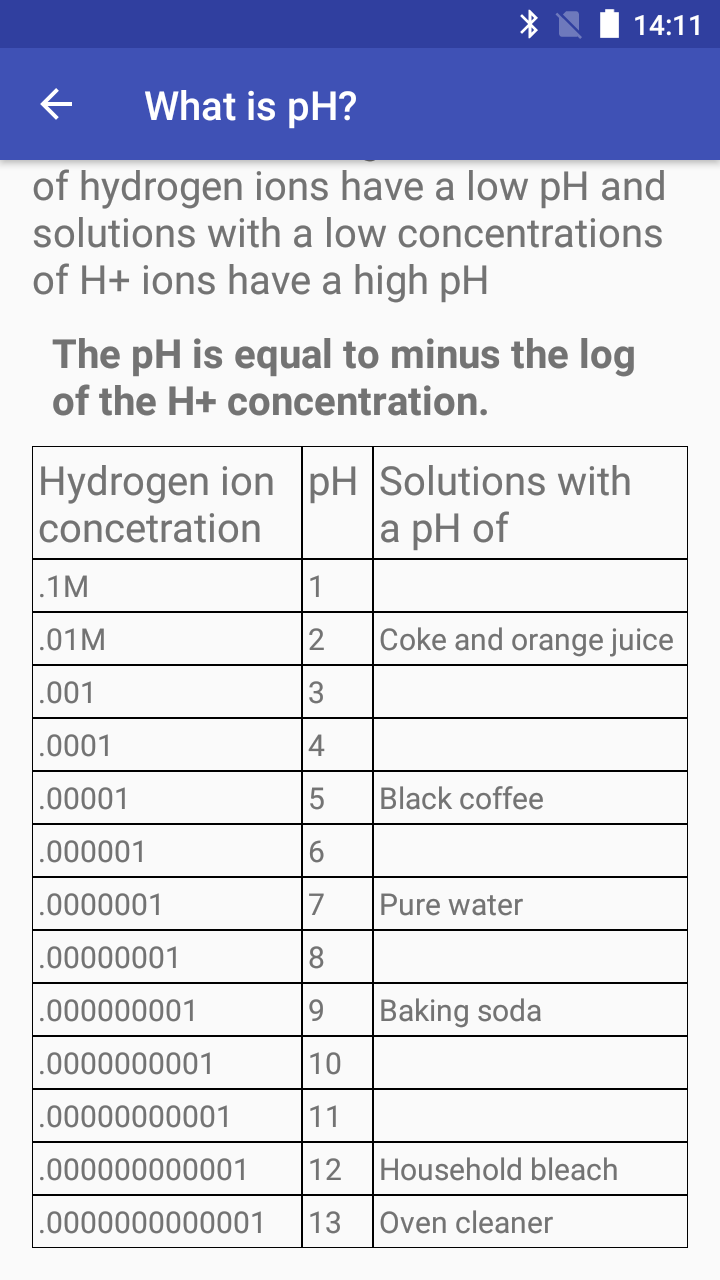 14:11
What is pH?
of hydrogen ions have a low pH and
solutions with a low concentrations
of H+ ions have a high pH
The pH is equal to minus the log
of the H+ concentration.
Hydrogen ion concetration pH Solutions with a pH of
.1M 1
.01M 2 Coke and orange juice
.001 3
.0001 4
.00001 5 Black coffee
.000001 6
.0000001 7 Pure water
.00000001 8
.000000001 9 Baking soda
.0000000001 10
.00000000001 11
.000000000001 12 Household bleach
.0000000000001 13 Oven cleaner